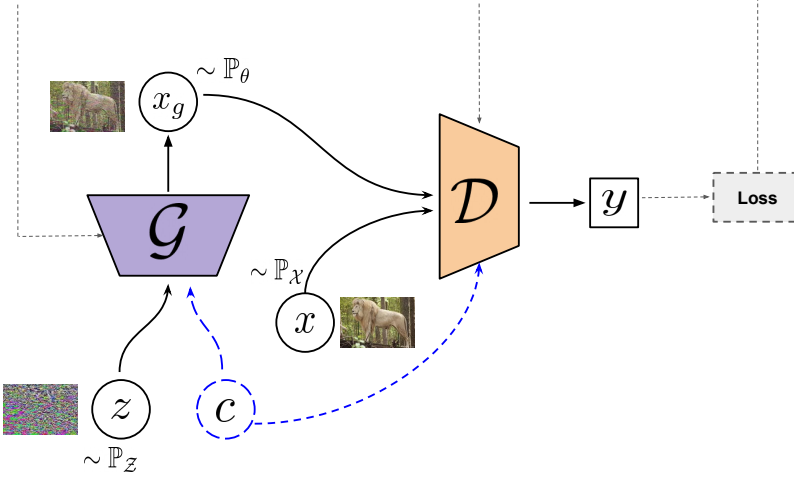 ∼ ℙ_θ
x_g
𝒢
𝒟
y
Loss
∼ ℙ_𝒳
x
z
c
∼ ℙ_𝒵